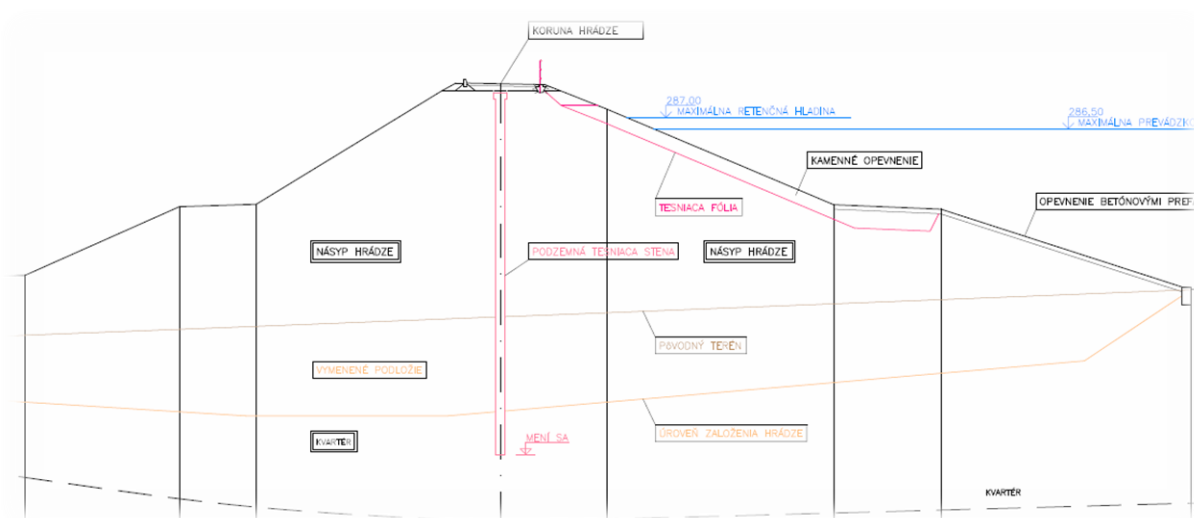 KORUNA HRÁDZE
287,00
MAXIMÁLNA RETENČNÁ HLADINA
286,50
MAXIMÁLNA PREVÁDZKO
KAMENNÉ OPEVNENIE
TESNIACA FÓLIA
OPEVNENIE BETÓNOVÝMI PREF
NÁSYP HRÁDZE
PODZEMNÁ TESNIACA STENA
NÁSYP HRÁDZE
PÔVODNÝ TERÉN
VYMENENÉ PODLOŽIE
ÚROVEŇ ZALOŽENIA HRÁDZE
KVARTÉR
MENÍ SA
KVARTÉR